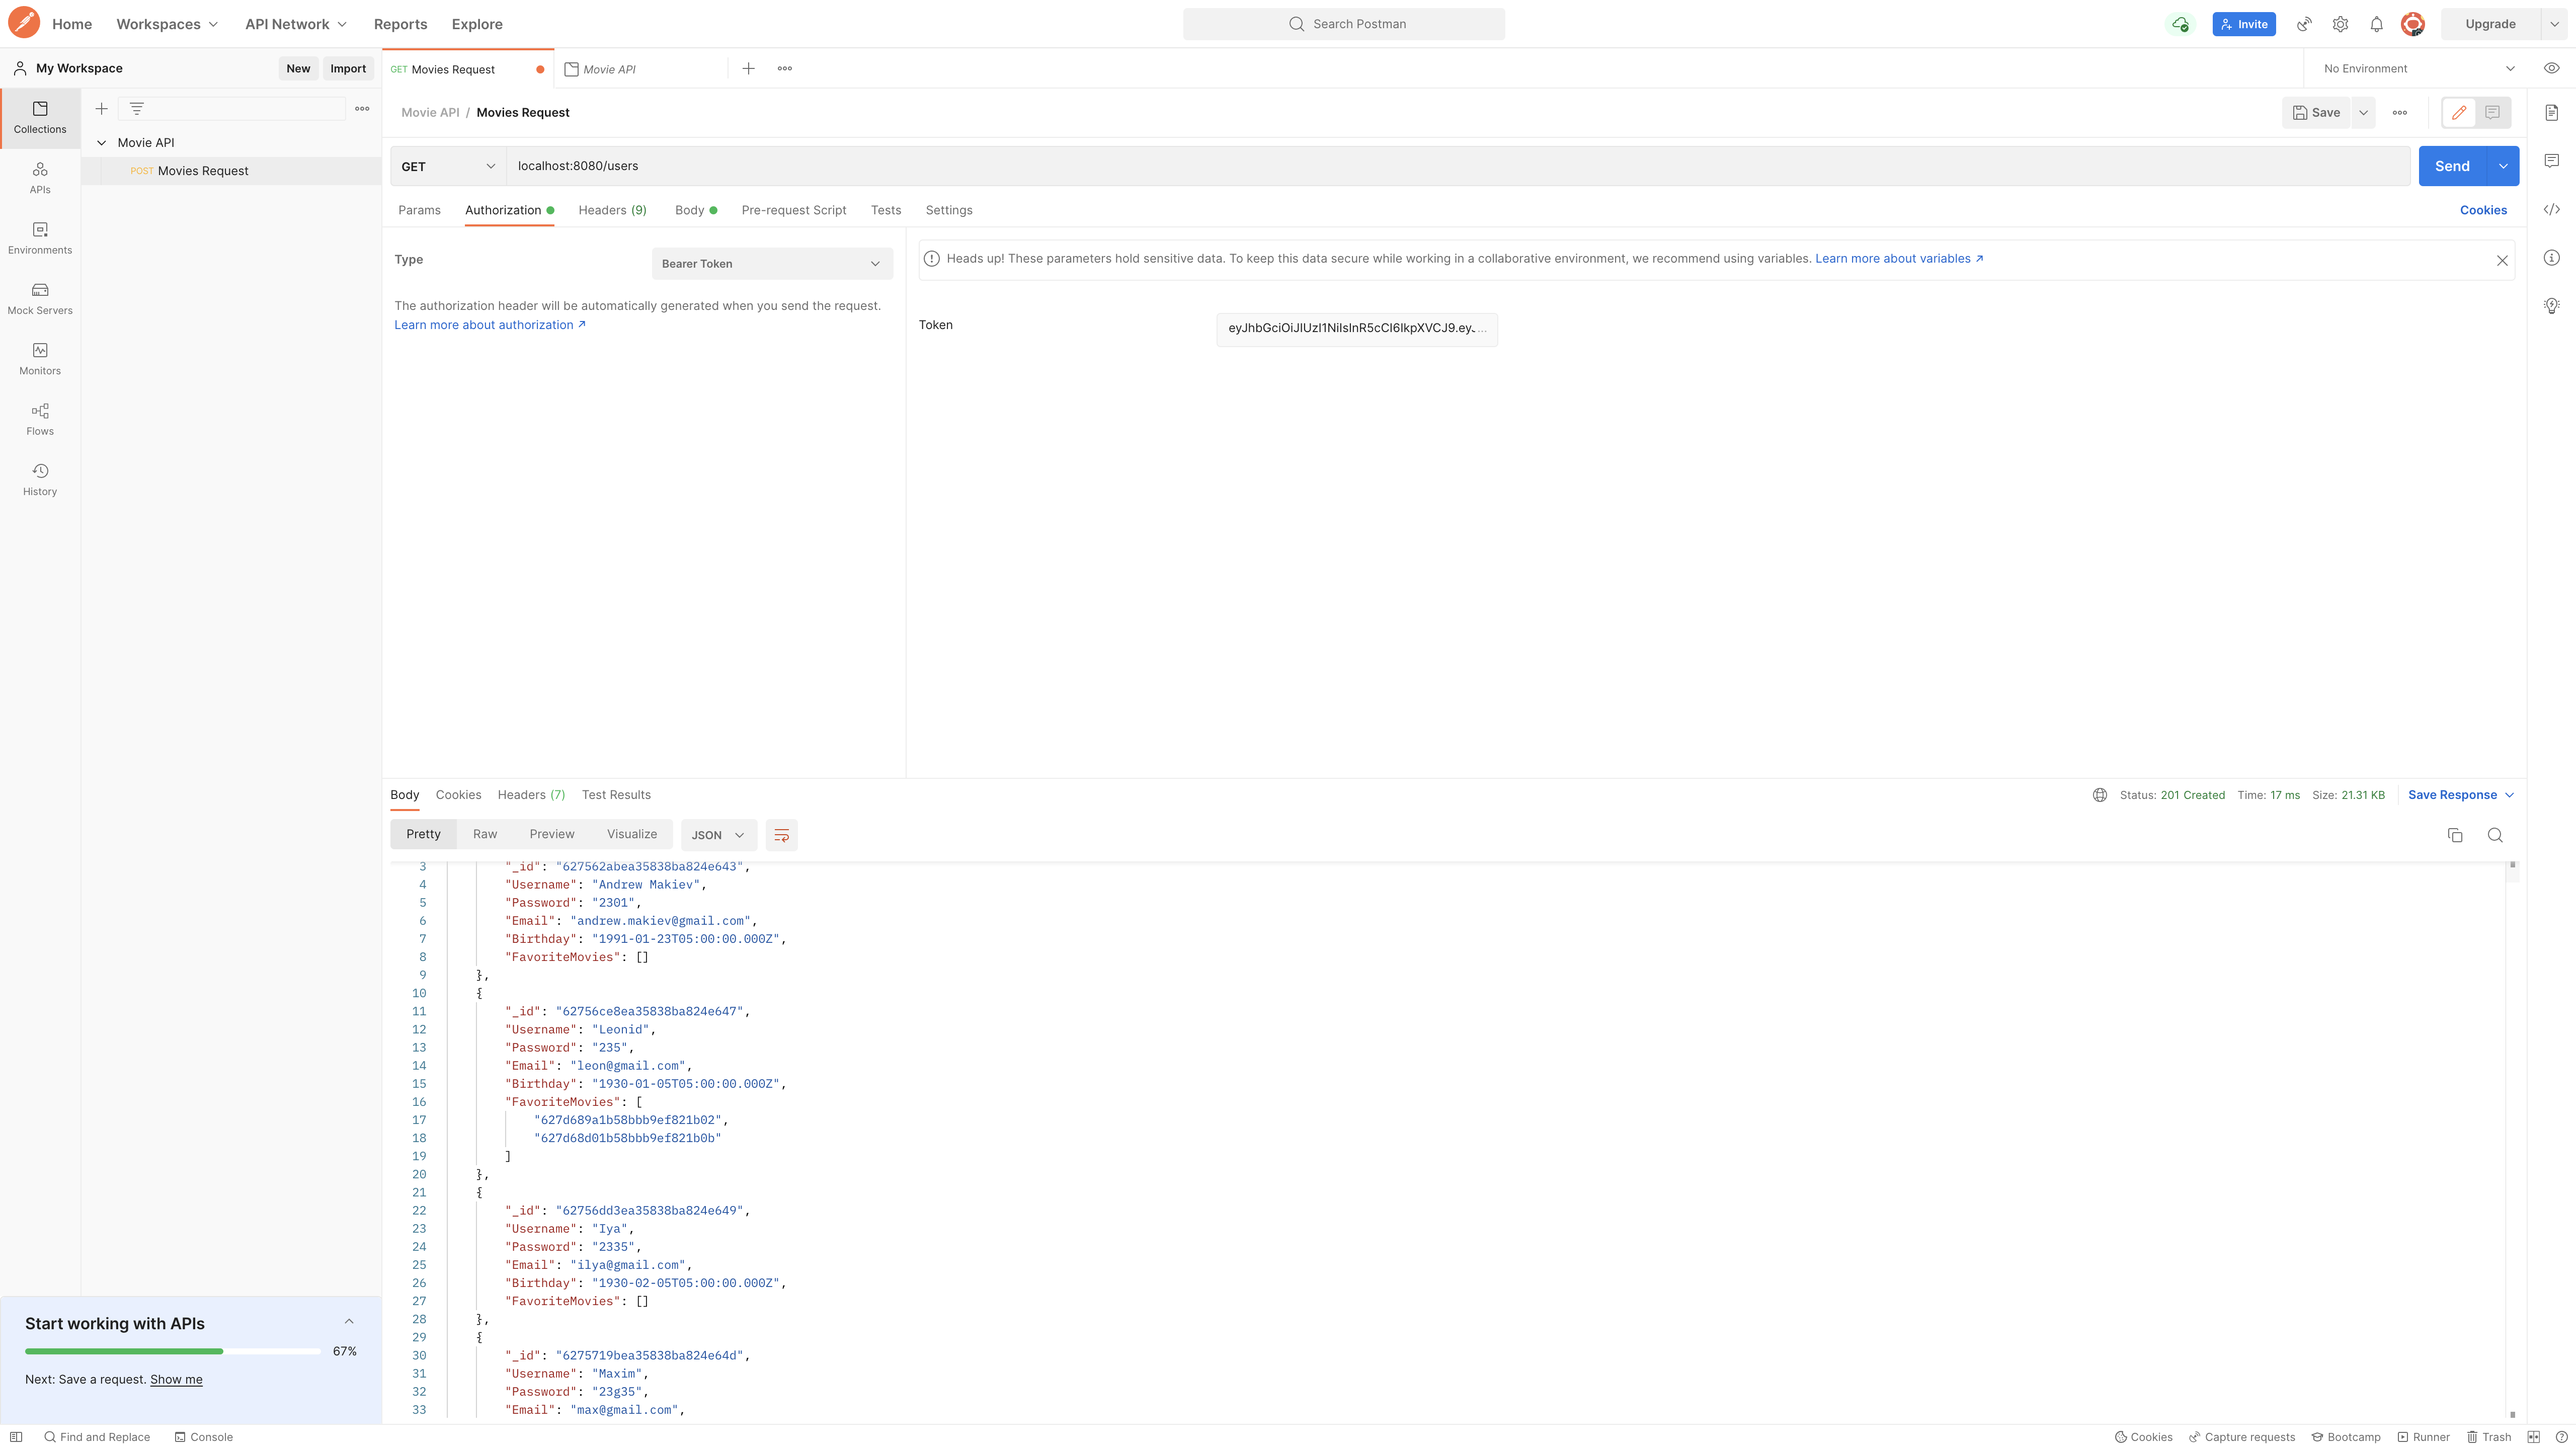 Home Workspaces API Network Reports Explore Search Postman Invite Upgrade
My Workspace New Import GET Movies Request Movie API No Environment
Collections
Movie API / Movies Request Save
Movie API
POST Movies Request
APIs
Environments
Mock Servers
Monitors
Flows
History
GET localhost:8080/users Send
Params Authorization Headers (9) Body Pre-request Script Tests Settings Cookies
Type Bearer Token
The authorization header will be automatically generated when you send the request.
Learn more about authorization ↗
Heads up! These parameters hold sensitive data. To keep this data secure while working in a collaborative environment, we recommend using variables. Learn more about variables ↗
Token
Body Cookies Headers (7) Test Results Status: 201 Created Time: 17 ms Size: 21.31 KB Save Response
Pretty Raw Preview Visualize JSON
3 "_id": "627562abea35838ba824e643",
4 "Username": "Andrew Makiev",
5 "Password": "2301",
6 "Email": "andrew.makiev@gmail.com",
7 "Birthday": "1991-01-23T05:00:00.000Z",
8 "FavoriteMovies": []
9 },
10 {
11 "_id": "62756ce8ea35838ba824e647",
12 "Username": "Leonid",
13 "Password": "235",
14 "Email": "leon@gmail.com",
15 "Birthday": "1930-01-05T05:00:00.000Z",
16 "FavoriteMovies": [
17 "627d689a1b58bbb9ef821b02",
18 "627d68d01b58bbb9ef821b0b"
19 ]
20 },
21 {
22 "_id": "62756dd3ea35838ba824e649",
23 "Username": "Iya",
24 "Password": "2335",
25 "Email": "ilya@gmail.com",
26 "Birthday": "1930-02-05T05:00:00.000Z",
27 "FavoriteMovies": []
28 },
29 {
30 "_id": "6275719bea35838ba824e64d",
31 "Username": "Maxim",
32 "Password": "23g35",
33 "Email": "max@gmail.com",
Start working with APIs
67%
Next: Save a request. Show me
Find and Replace Console Cookies Capture requests Bootcamp Runner Trash